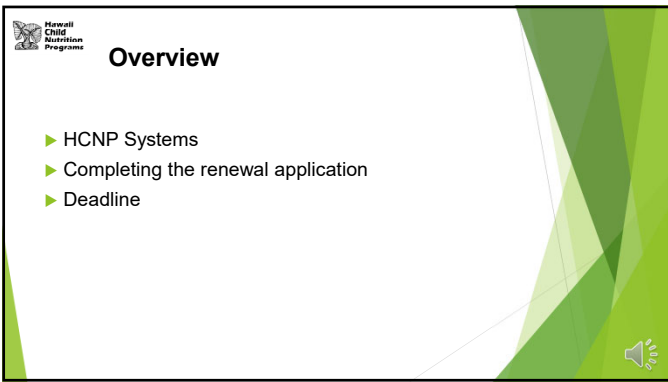 Hawaii
Child
Nutrition
Programs
Overview
HCNP Systems
Completing the renewal application
Deadline